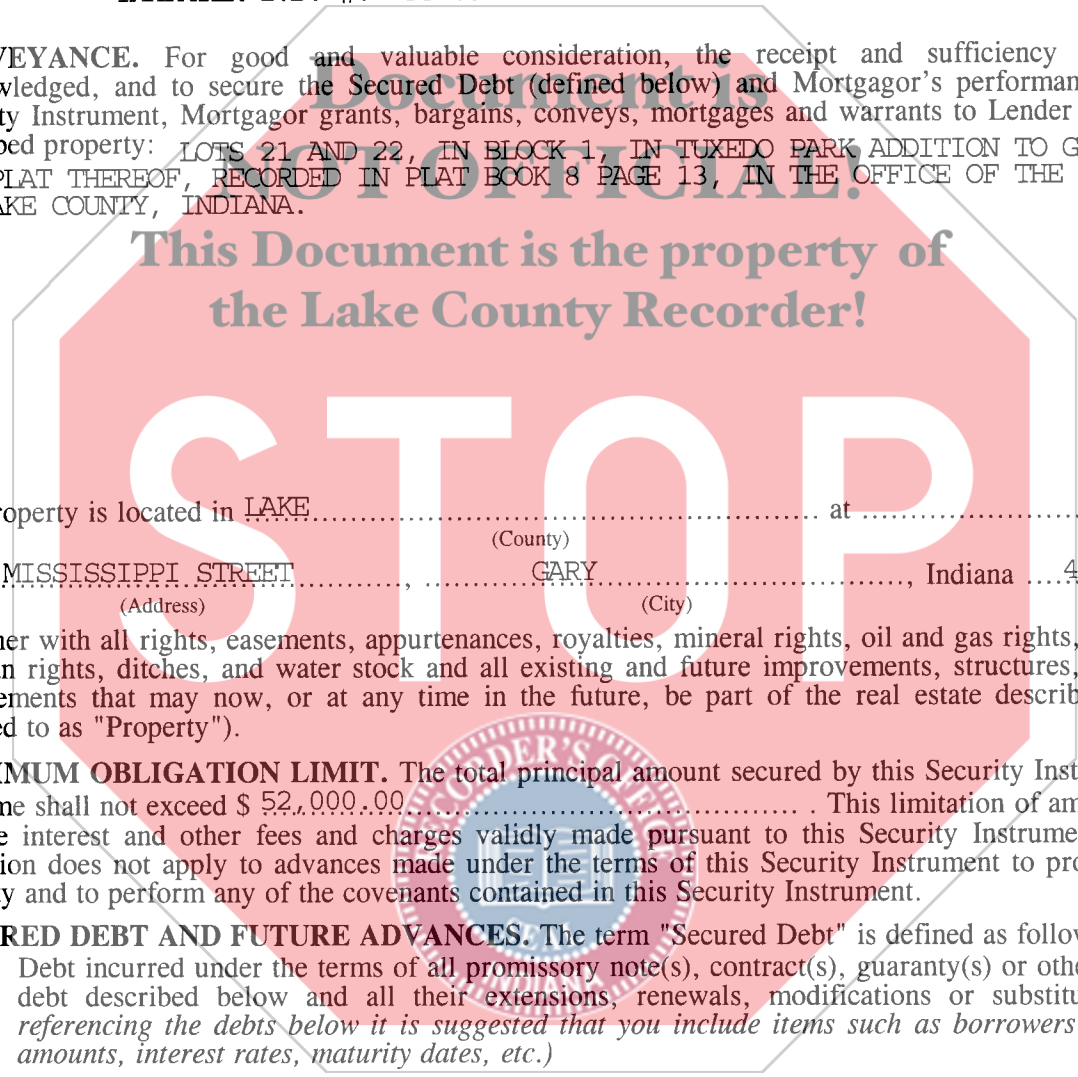 VEYANCE. For good and valuable consideration, the receipt and sufficiency
wledged, and to secure the Secured Debt (defined below) and Mortgagor's performan
ty Instrument, Mortgagor grants, bargains, conveys, mortgages and warrants to Lender
bed property: LOTS 21 AND 22, IN BLOCK 1, IN TUXEDO PARK ADDITION TO G
PLAT THEREOF, RECORDED IN PLAT BOOK 8 PAGE 13, IN THE OFFICE OF THE
AKE COUNTY, INDIANA.
Document is
NOT OFFICIAL!
This Document is the property of
the Lake County Recorder!
STOP
roperty is located in LAKE at
(County)
MISSISSIPPI STREET, GARY, Indiana 4
(Address) (City)
her with all rights, easements, appurtenances, royalties, mineral rights, oil and gas rights,
n rights, ditches, and water stock and all existing and future improvements, structures,
ements that may now, or at any time in the future, be part of the real estate describ
ed to as "Property").
IMUM OBLIGATION LIMIT. The total principal amount secured by this Security Inst
me shall not exceed $ 52,000.00. This limitation of am
e interest and other fees and charges validly made pursuant to this Security Instrume
ion does not apply to advances made under the terms of this Security Instrument to pro
y and to perform any of the covenants contained in this Security Instrument.
RED DEBT AND FUTURE ADVANCES. The term "Secured Debt" is defined as follow
Debt incurred under the terms of all promissory note(s), contract(s), guaranty(s) or othe
debt described below and all their extensions, renewals, modifications or substitu
referencing the debts below it is suggested that you include items such as borrowers
amounts, interest rates, maturity dates, etc.)
RECORDER'S OFFICE
SEAL
INDIANA